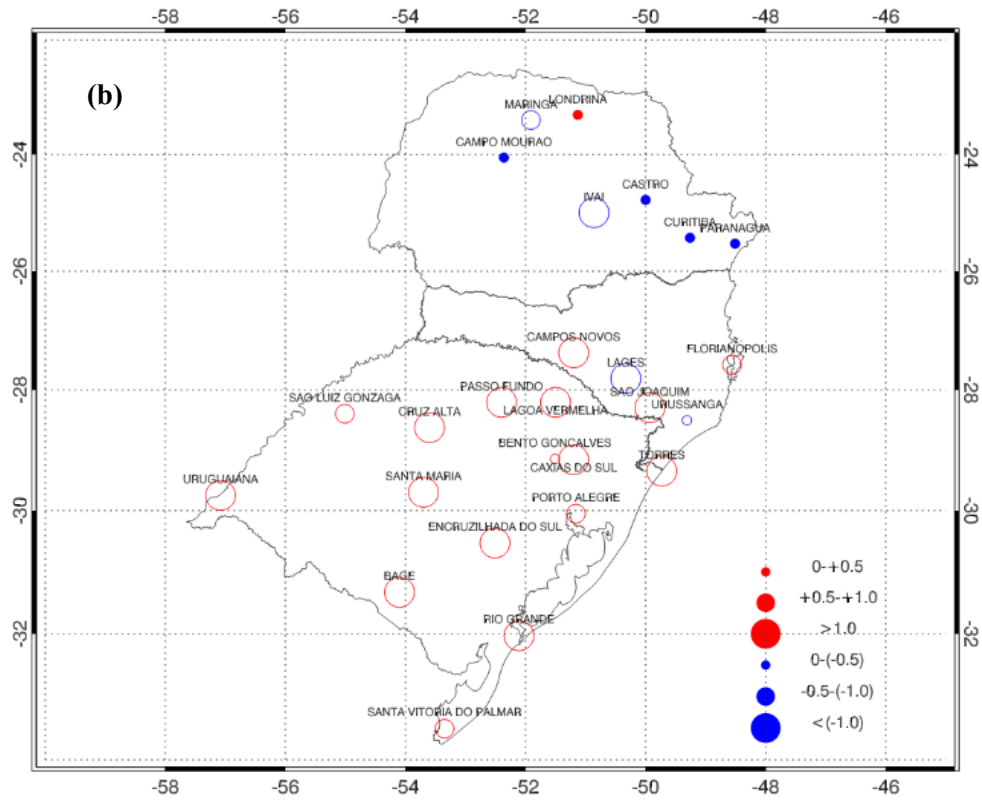 -58 -56 -54 -52 -50 -48 -46
(b)
LONDRINA
MARINGA
CAMPO MOURAO
-24 -24
CASTRO
IVAI
CURITIBA
PARANAGUA
-26 -26
CAMPOS NOVOS
FLORIANOPOLIS
LAGES
-28 -28
PASSO FUNDO
SAO JOAQUIM
SAO LUIZ GONZAGA
URUSSANGA
CRUZ ALTA
LAGOA VERMELHA
BENTO GONCALVES
TORRES
CAXIAS DO SUL
SANTA MARIA
URUGUAIANA
PORTO ALEGRE
-30 -30
ENCRUZILHADA DO SUL
BAGE
RIO GRANDE
-32 -32
SANTA VITORIA DO PALMAR
0-+0.5
+0.5-+1.0
>1.0
0-(-0.5)
-0.5-(-1.0)
<(-1.0)
-58 -56 -54 -52 -50 -48 -46